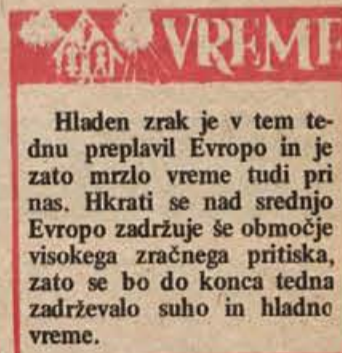 VREME
Hladen zrak je v tem te-
dnu preplavil Evropo in je
zato mrzlo vreme tudi pri
nas. Hkrati se nad srednjo
Evropo zadržuje še območje
visokega zračnega pritiska,
zato se bo do konca tedna
zadrževalo suho in hladno
vreme.